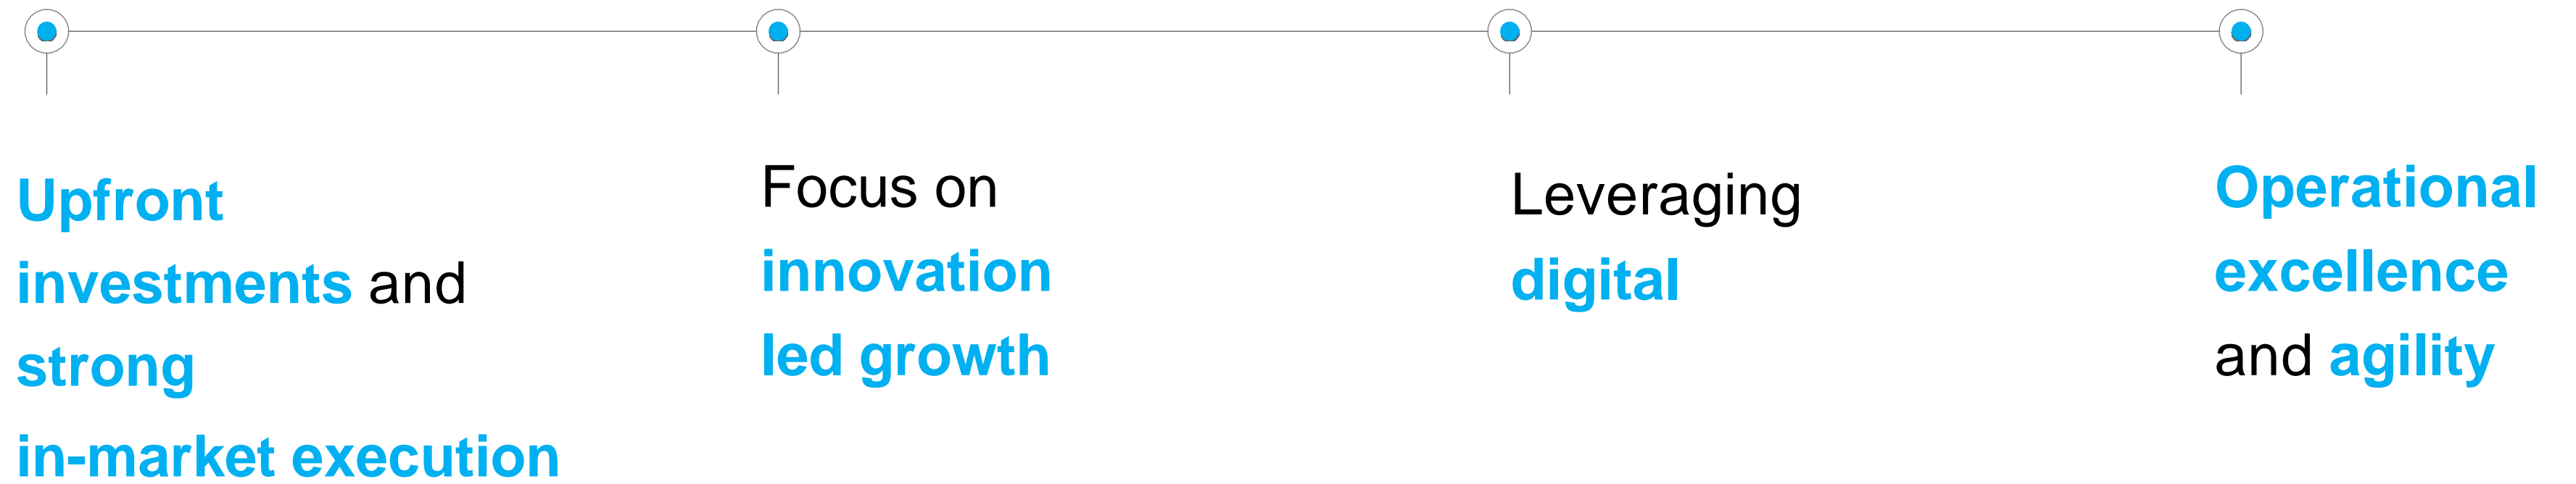 Upfront
investments and
strong
in-market execution
Focus on
innovation
led growth
Leveraging
digital
Operational
excellence
and agility